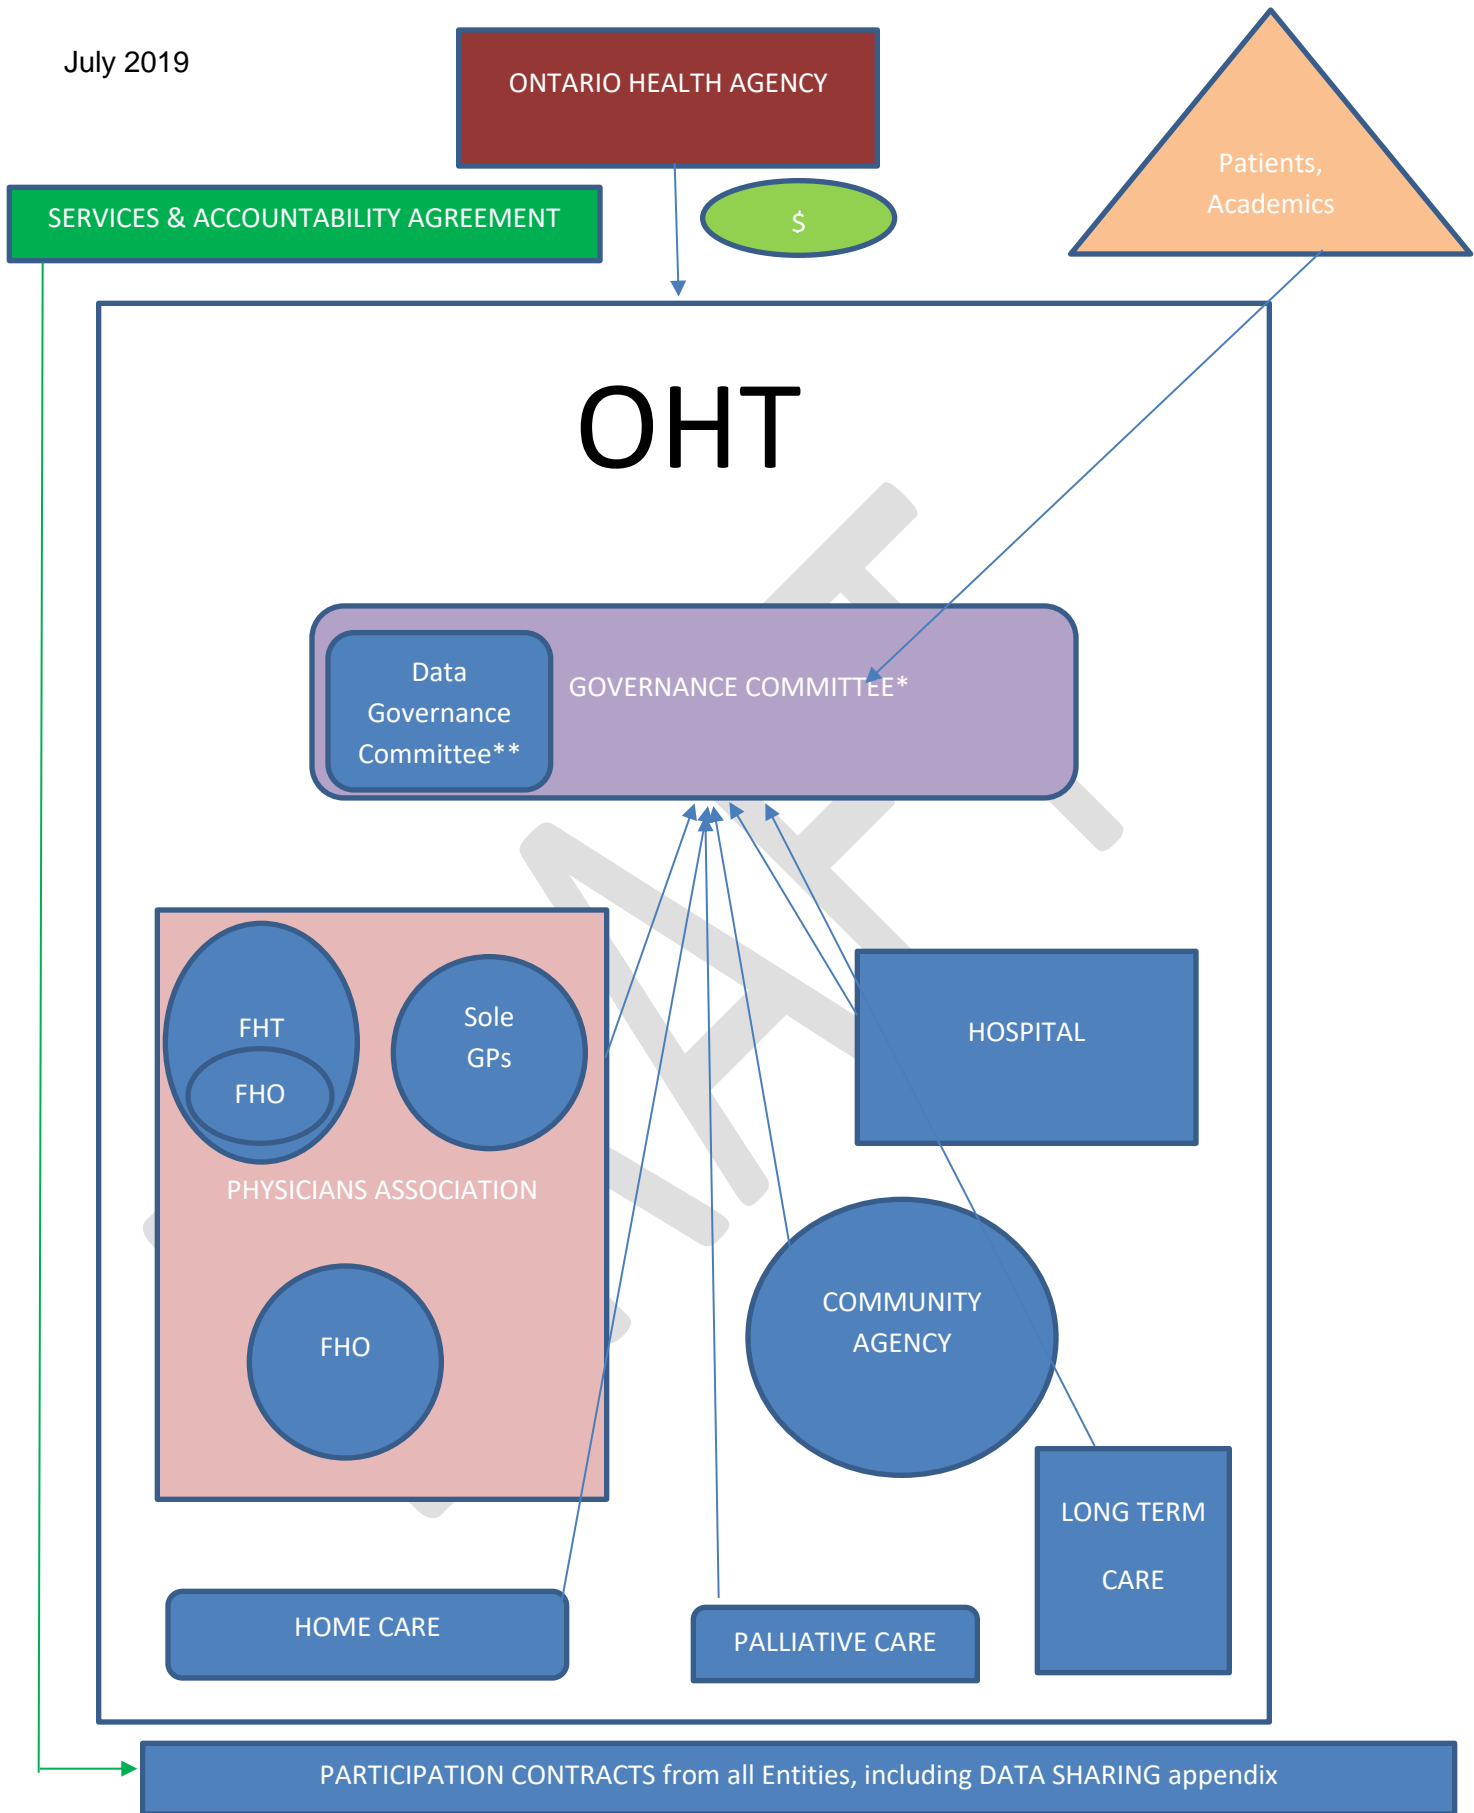 July 2019
ONTARIO HEALTH AGENCY
Patients,
Academics
SERVICES & ACCOUNTABILITY AGREEMENT
$
OHT
Data
Governance
Committee**
GOVERNANCE COMMITTEE*
FHT
FHO
Sole
GPs
HOSPITAL
PHYSICIANS ASSOCIATION
FHO
COMMUNITY
AGENCY
LONG TERM
CARE
HOME CARE
PALLIATIVE CARE
PARTICIPATION CONTRACTS from all Entities, including DATA SHARING appendix
DRAFT